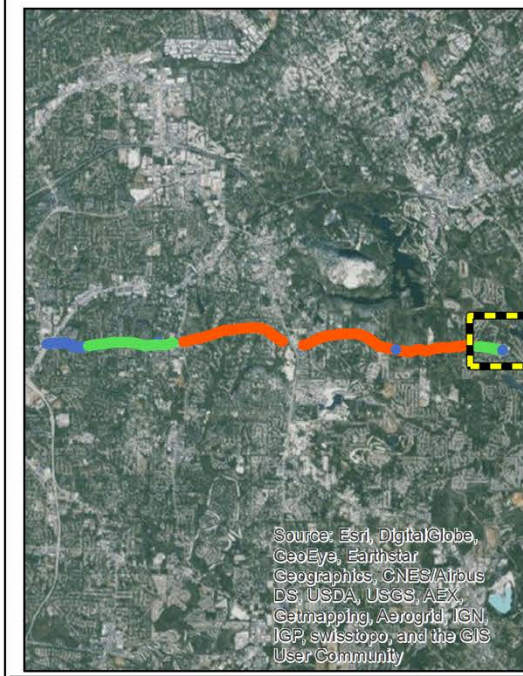 Source: Esri, DigitalGlobe,
GeoEye, Earthstar
Geographics, CNES/Airbus
DS, USDA, USGS, AEX,
Getmapping, Aerogrid, IGN,
IGP, swisstopo, and the GIS
User Community